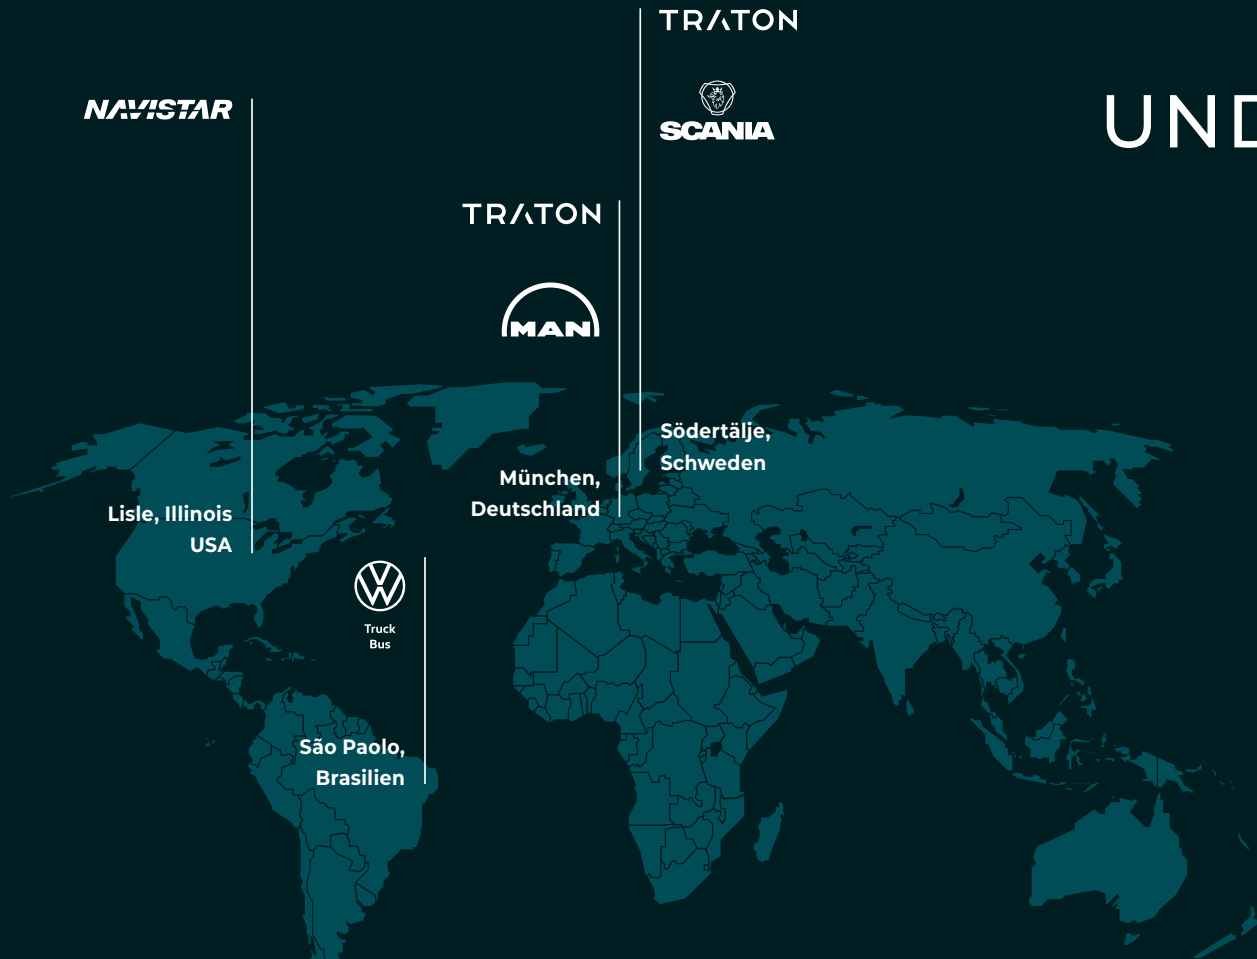 TRATON
SCANIA
NAVISTAR
UND
TRATON
MAN
Södertälje,
Schweden
München,
Deutschland
Lisle, Illinois
USA
Truck
Bus
São Paolo,
Brasilien